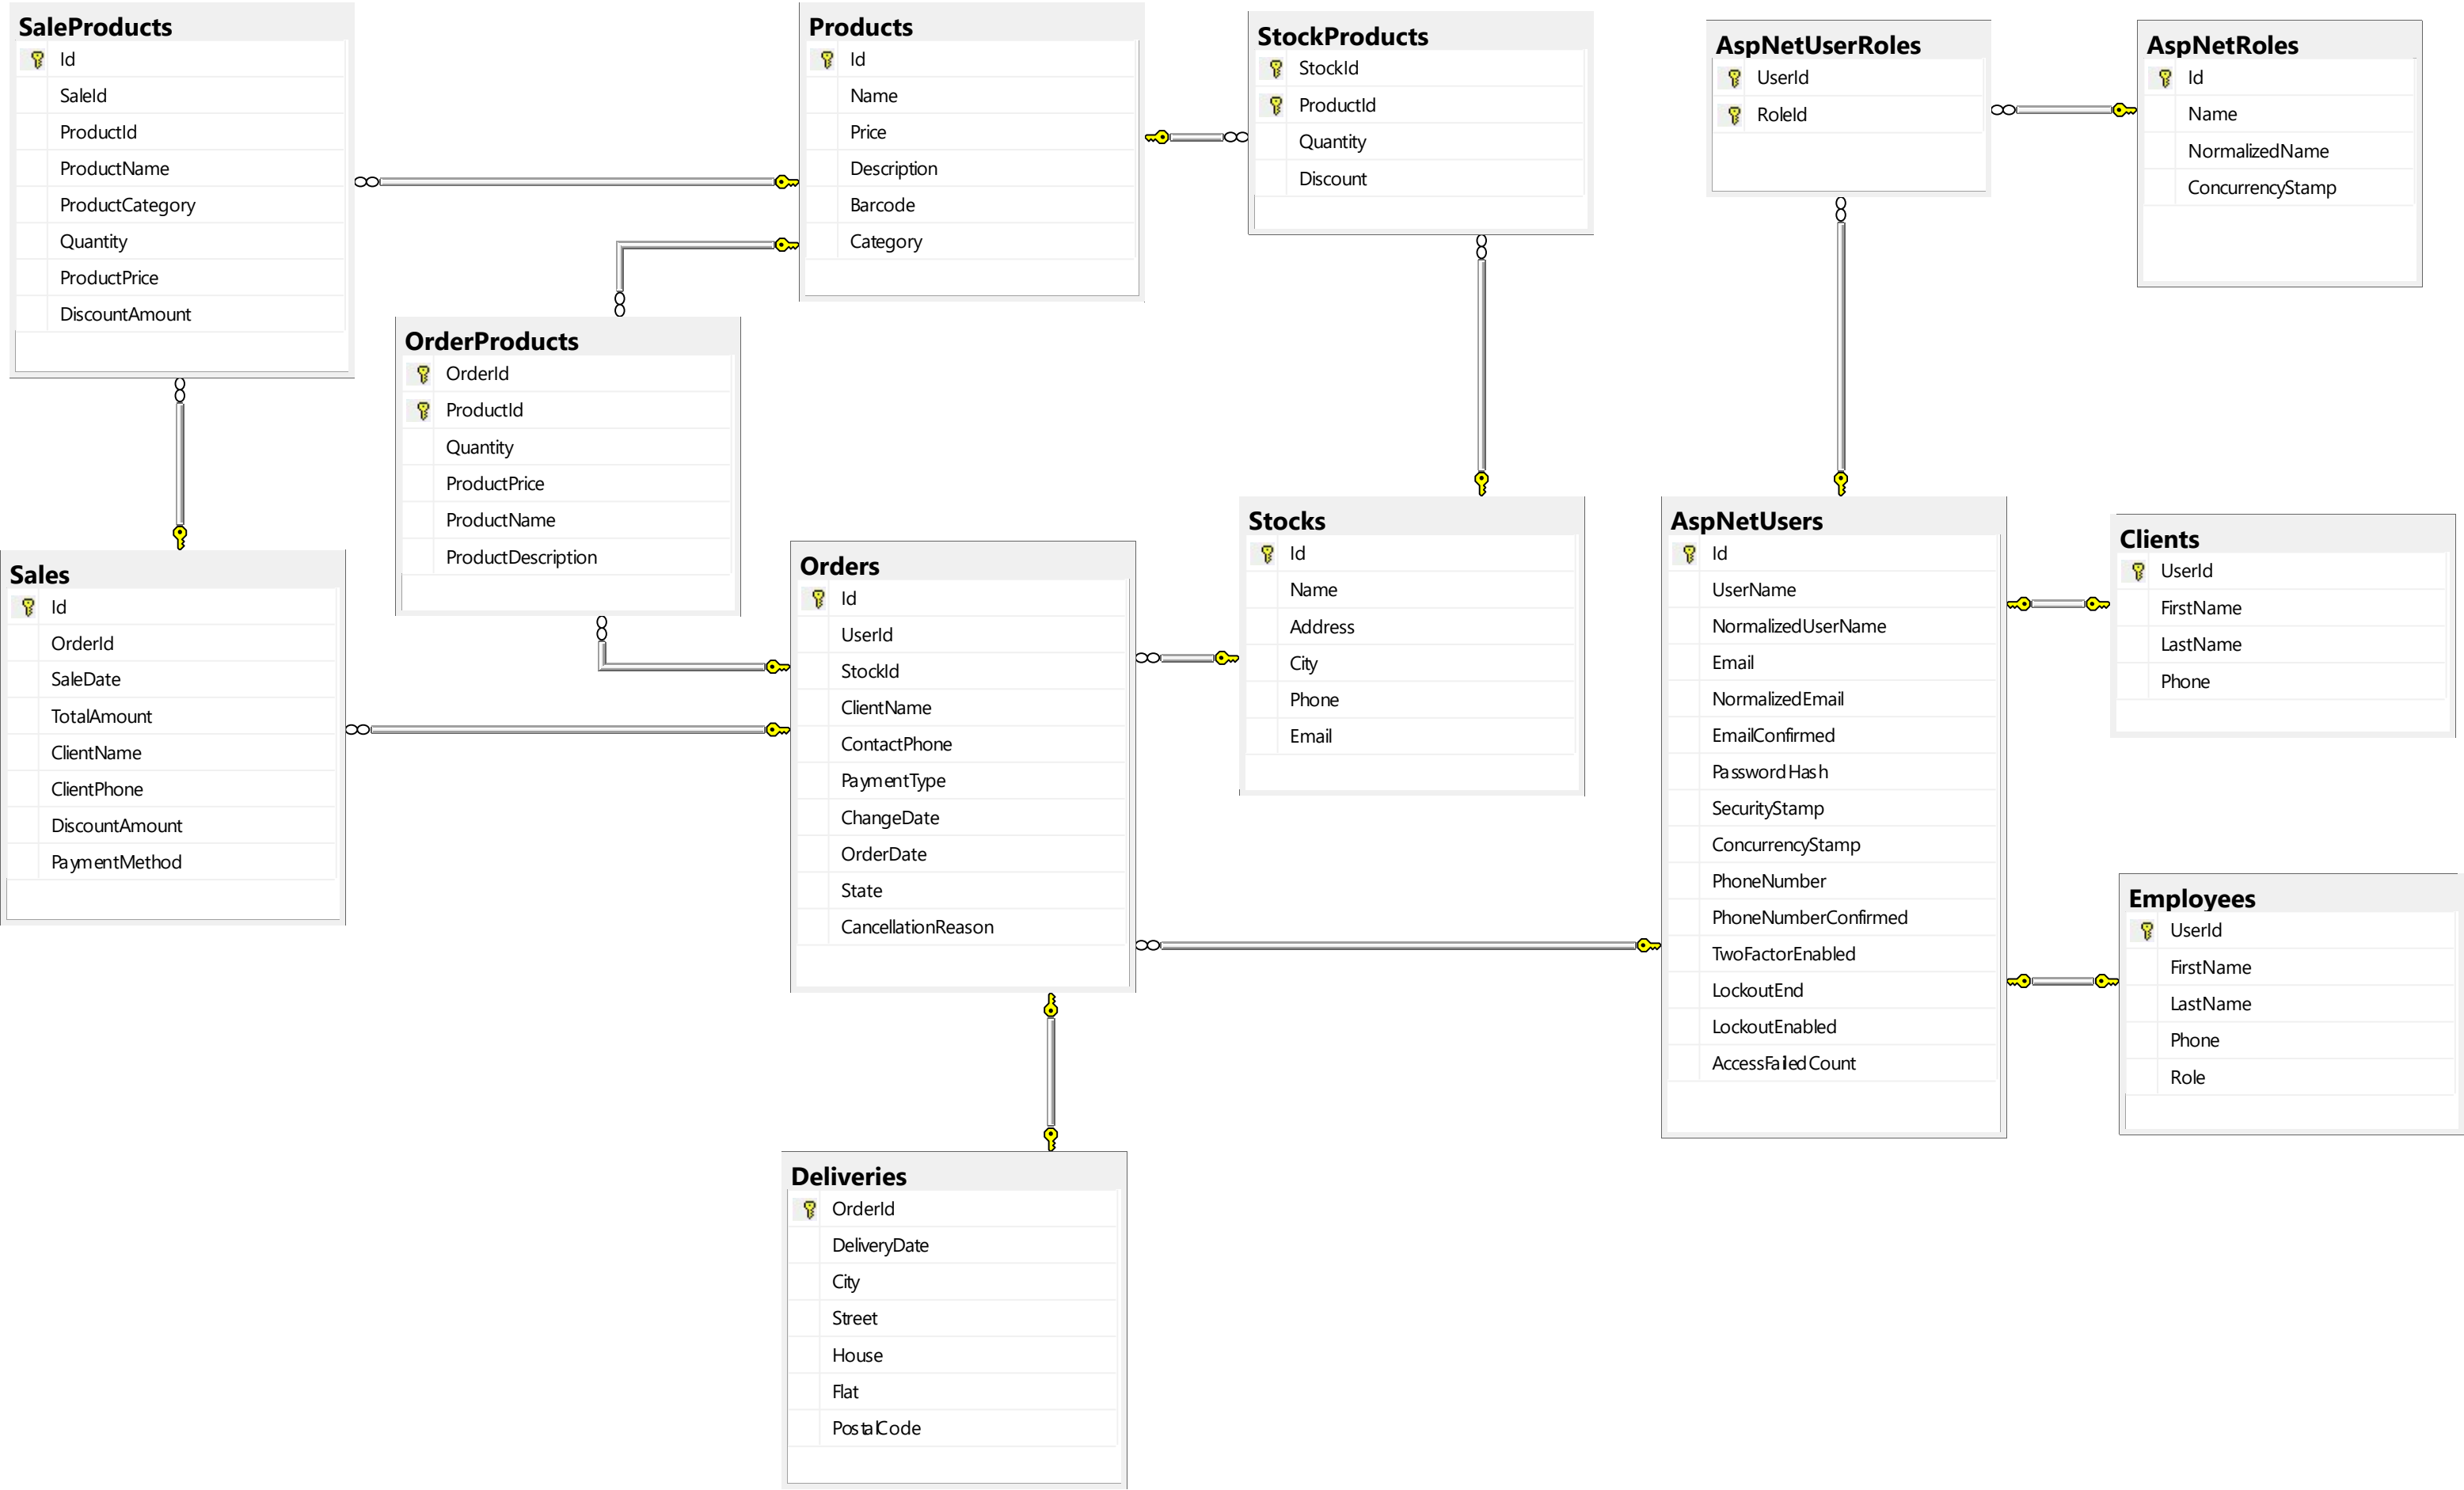 SaleProducts
Id
SaleId
ProductId
ProductName
ProductCategory
Quantity
ProductPrice
DiscountAmount
Products
Id
Name
Price
Description
Barcode
Category
StockProducts
StockId
ProductId
Quantity
Discount
AspNetUserRoles
UserId
RoleId
AspNetRoles
Id
Name
NormalizedName
ConcurrencyStamp
OrderProducts
OrderId
ProductId
Quantity
ProductPrice
ProductName
ProductDescription
Sales
Id
OrderId
SaleDate
TotalAmount
ClientName
ClientPhone
DiscountAmount
PaymentMethod
Orders
Id
UserId
StockId
ClientName
ContactPhone
PaymentType
ChangeDate
OrderDate
State
CancellationReason
Stocks
Id
Name
Address
City
Phone
Email
AspNetUsers
Id
UserName
NormalizedUserName
Email
NormalizedEmail
EmailConfirmed
PasswordHash
SecurityStamp
ConcurrencyStamp
PhoneNumber
PhoneNumberConfirmed
TwoFactorEnabled
LockoutEnd
LockoutEnabled
AccessFailedCount
Clients
UserId
FirstName
LastName
Phone
Employees
UserId
FirstName
LastName
Phone
Role
Deliveries
OrderId
DeliveryDate
City
Street
House
Flat
PostalCode